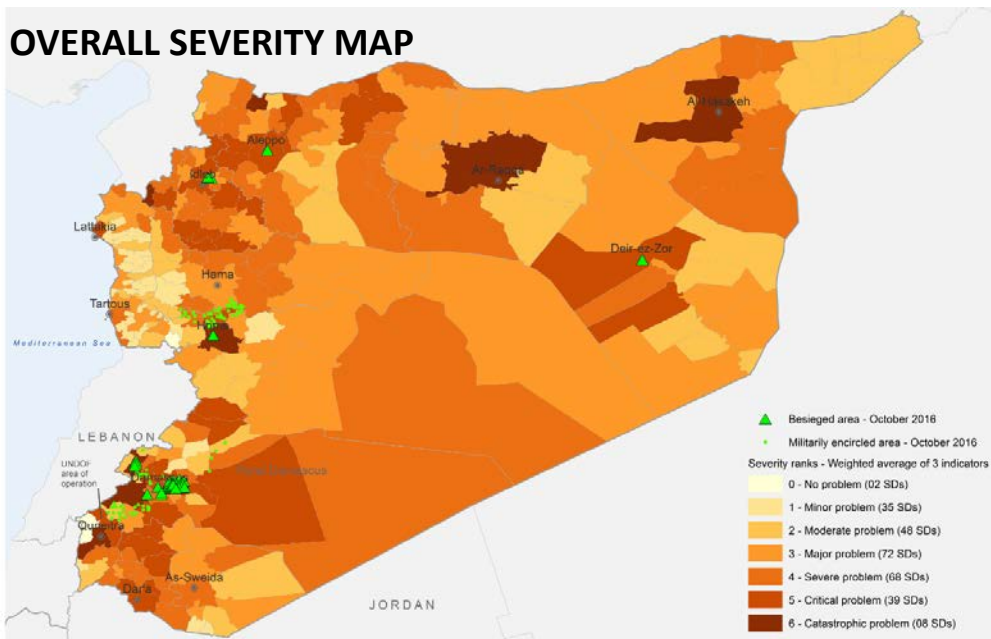 OVERALL SEVERITY MAP
Al-Hasakeh
Aleppo
Ar-Raqqa
Idleb
Lattakia
Deir-ez-Zor
Hama
Tartous
Homs
Mediterranean Sea
LEBANON
UNDOF
area of
operation
Rural Damascus
Damascus
Quneitra
As-Sweida
Dar'a
JORDAN
Besieged area - October 2016
Militarily encircled area - October 2016
Severity ranks - Weighted average of 3 indicators
0 - No problem (02 SDs)
1 - Minor problem (35 SDs)
2 - Moderate problem (48 SDs)
3 - Major problem (72 SDs)
4 - Severe problem (68 SDs)
5 - Critical problem (39 SDs)
6 - Catastrophic problem (08 SDs)